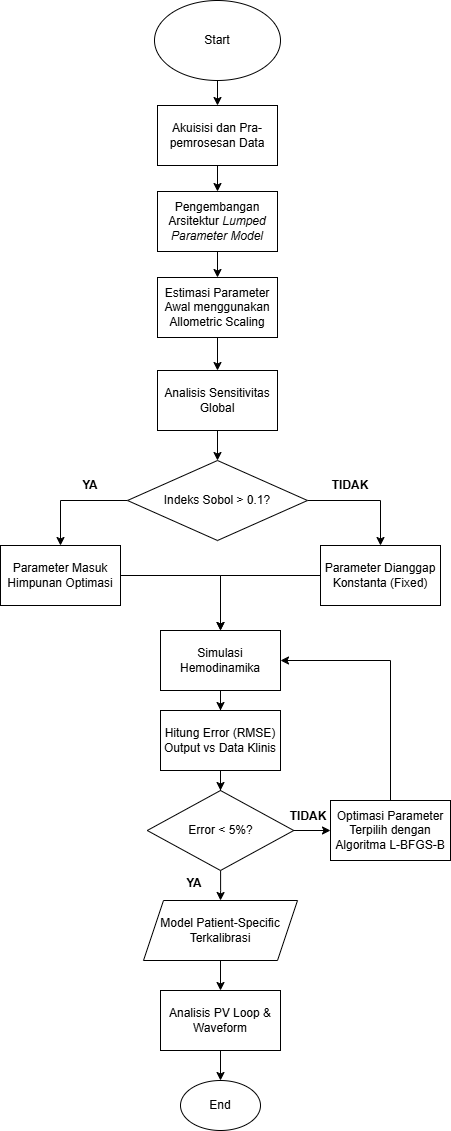 Start
Akuisisi dan Pra-
pemrosesan Data
Pengembangan
Arsitektur Lumped
Parameter Model
Estimasi Parameter
Awal menggunakan
Allometric Scaling
Analisis Sensitivitas
Global
YA
Indeks Sobol > 0.1?
TIDAK
Parameter Masuk
Himpunan Optimasi
Parameter Dianggap
Konstanta (Fixed)
Simulasi
Hemodinamika
Hitung Error (RMSE)
Output vs Data Klinis
Error < 5%?
TIDAK
Optimasi Parameter
Terpilih dengan
Algoritma L-BFGS-B
YA
Model Patient-Specific
Terkalibrasi
Analisis PV Loop &
Waveform
End